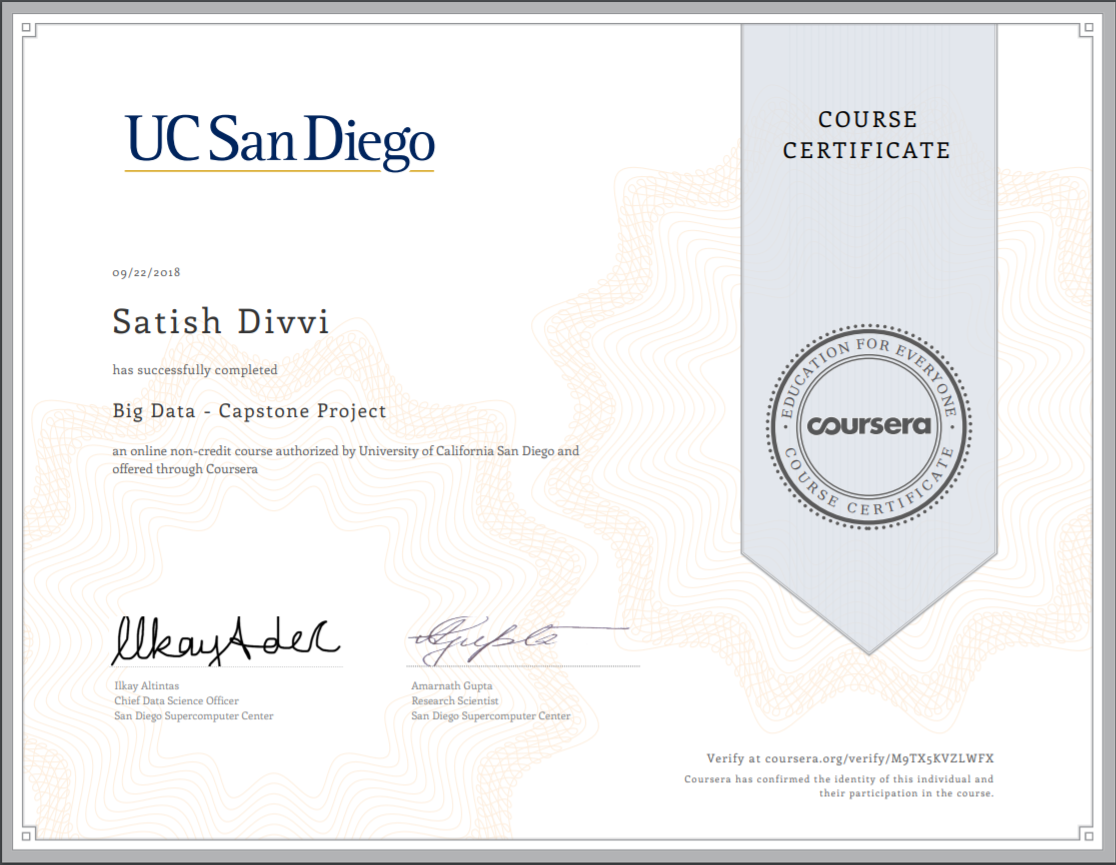 UC San Diego
COURSE
CERTIFICATE
09/22/2018
Satish Divvi
has successfully completed
Big Data - Capstone Project
an online non-credit course authorized by University of California San Diego and
offered through Coursera
EDUCATION FOR EVERYONE
coursera
COURSE CERTIFICATE
Ilkay Altintas
Chief Data Science Officer
San Diego Supercomputer Center
Agupta
Amarnath Gupta
Research Scientist
San Diego Supercomputer Center
Verify at coursera.org/verify/M9TX5KVZLWFX
Coursera has confirmed the identity of this individual and
their participation in the course.